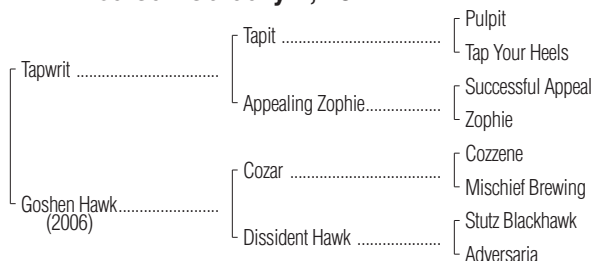 Pulpit
Tapit ..........................................
Tap Your Heels
Tapwrit ......................................
Successful Appeal
Appealing Zophie.....................
Zophie
Cozzene
Cozar ..........................................
Mischief Brewing
Goshen Hawk...........................
(2006)
Stutz Blackhawk
Dissident Hawk .......................
Adversaria